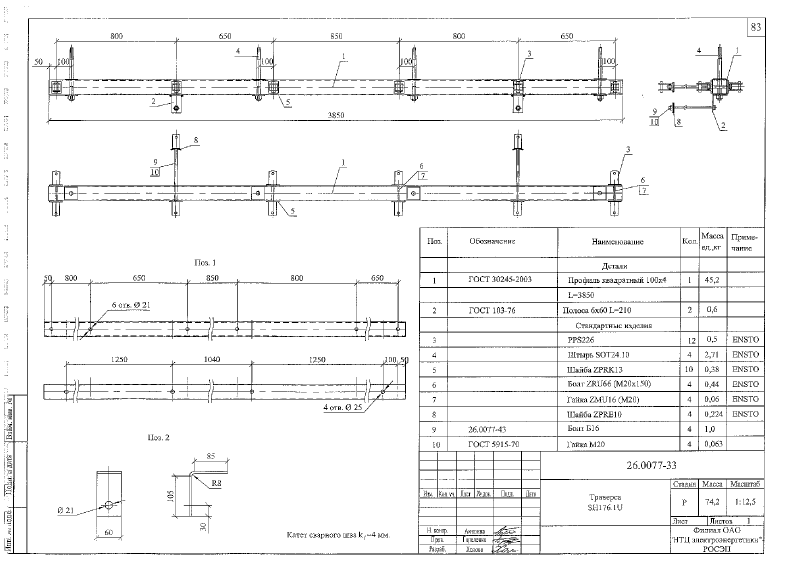 83
800 650 850 800 650
50 100 4 100 1 100 3 100
2 5
3850
4 1
9
10 8 2
8
9
10
1
6
7
3
6
7
5
Поз. 1
50 800 650 850 800 650
6 отв. Ø 21
1250 1040 1250 100 50
4 отв. Ø 25
Поз. 2
85
R8
105
30
Ø 21
60
Катет сварного шва k f =4 мм.
Поз. Обозначение Наименование Кол. Масса ед.,кг Приме-чание
Детали
1 ГОСТ 30245-2003 Профиль квадратный 100х4 1 45,2
L=3850
2 ГОСТ 103-76 Полоса 6х60 L=210 2 0,6
Стандартные изделия
3 PPS226 12 0,5 ENSTO
4 Штырь SOT24.10 4 2,71 ENSTO
5 Шайба ZPRK13 10 0,38 ENSTO
6 Болт ZRU66 (М20х150) 4 0,44 ENSTO
7 Гайка ZMU16 (М20) 4 0,06 ENSTO
8 Шайба ZPRE10 4 0,224 ENSTO
9 26.0077-43 Болт Б16 4 1,0
10 ГОСТ 5915-70 Гайка М20 4 0,063
26.0077-33
Изм. Кол.уч Лист №док. Подп. Дата
Траверса
SH176.1U
Стадия Масса Масштаб
Р 74,2 1:12,5
Лист Листов 1
Н. контр.
Пров.
Разраб.
Филиал ОАО
"НТЦ электроэнергетики"-
РОСЭП
Взам. инв. №
Подп. и дата
Инв. № подл.